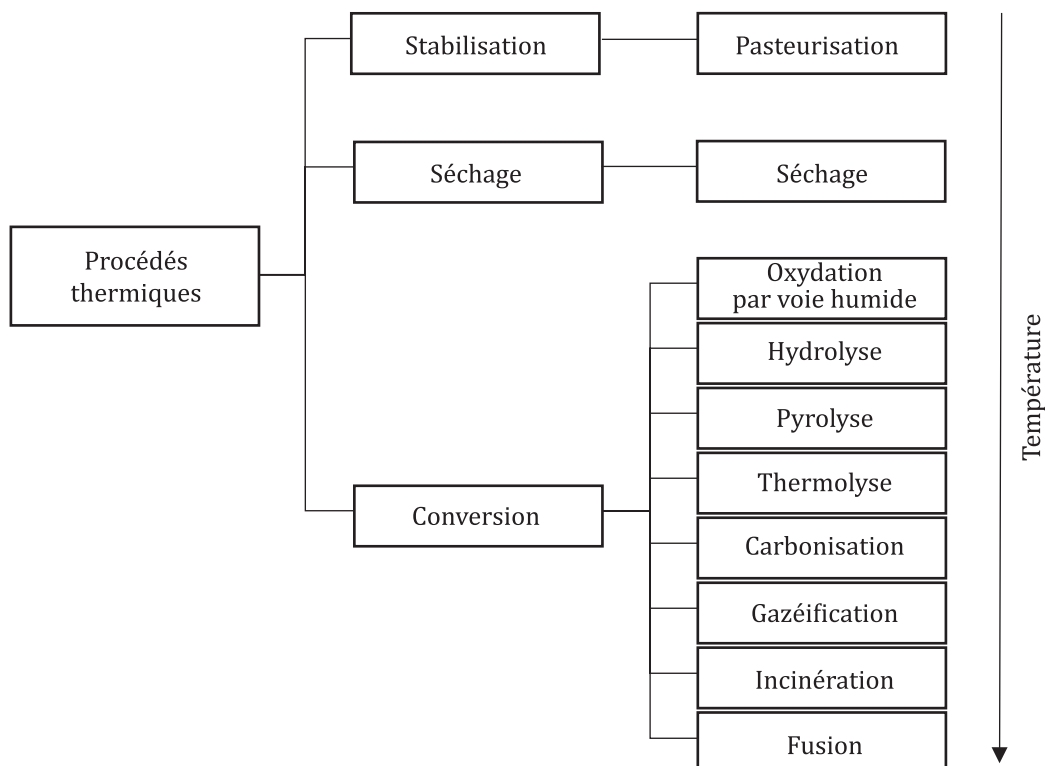 Stabilisation
Pasteurisation
Séchage
Séchage
Procédés
thermiques
Oxydation
par voie humide
Hydrolyse
Pyrolyse
Thermolyse
Conversion
Carbonisation
Gazéification
Incinération
Fusion
Température